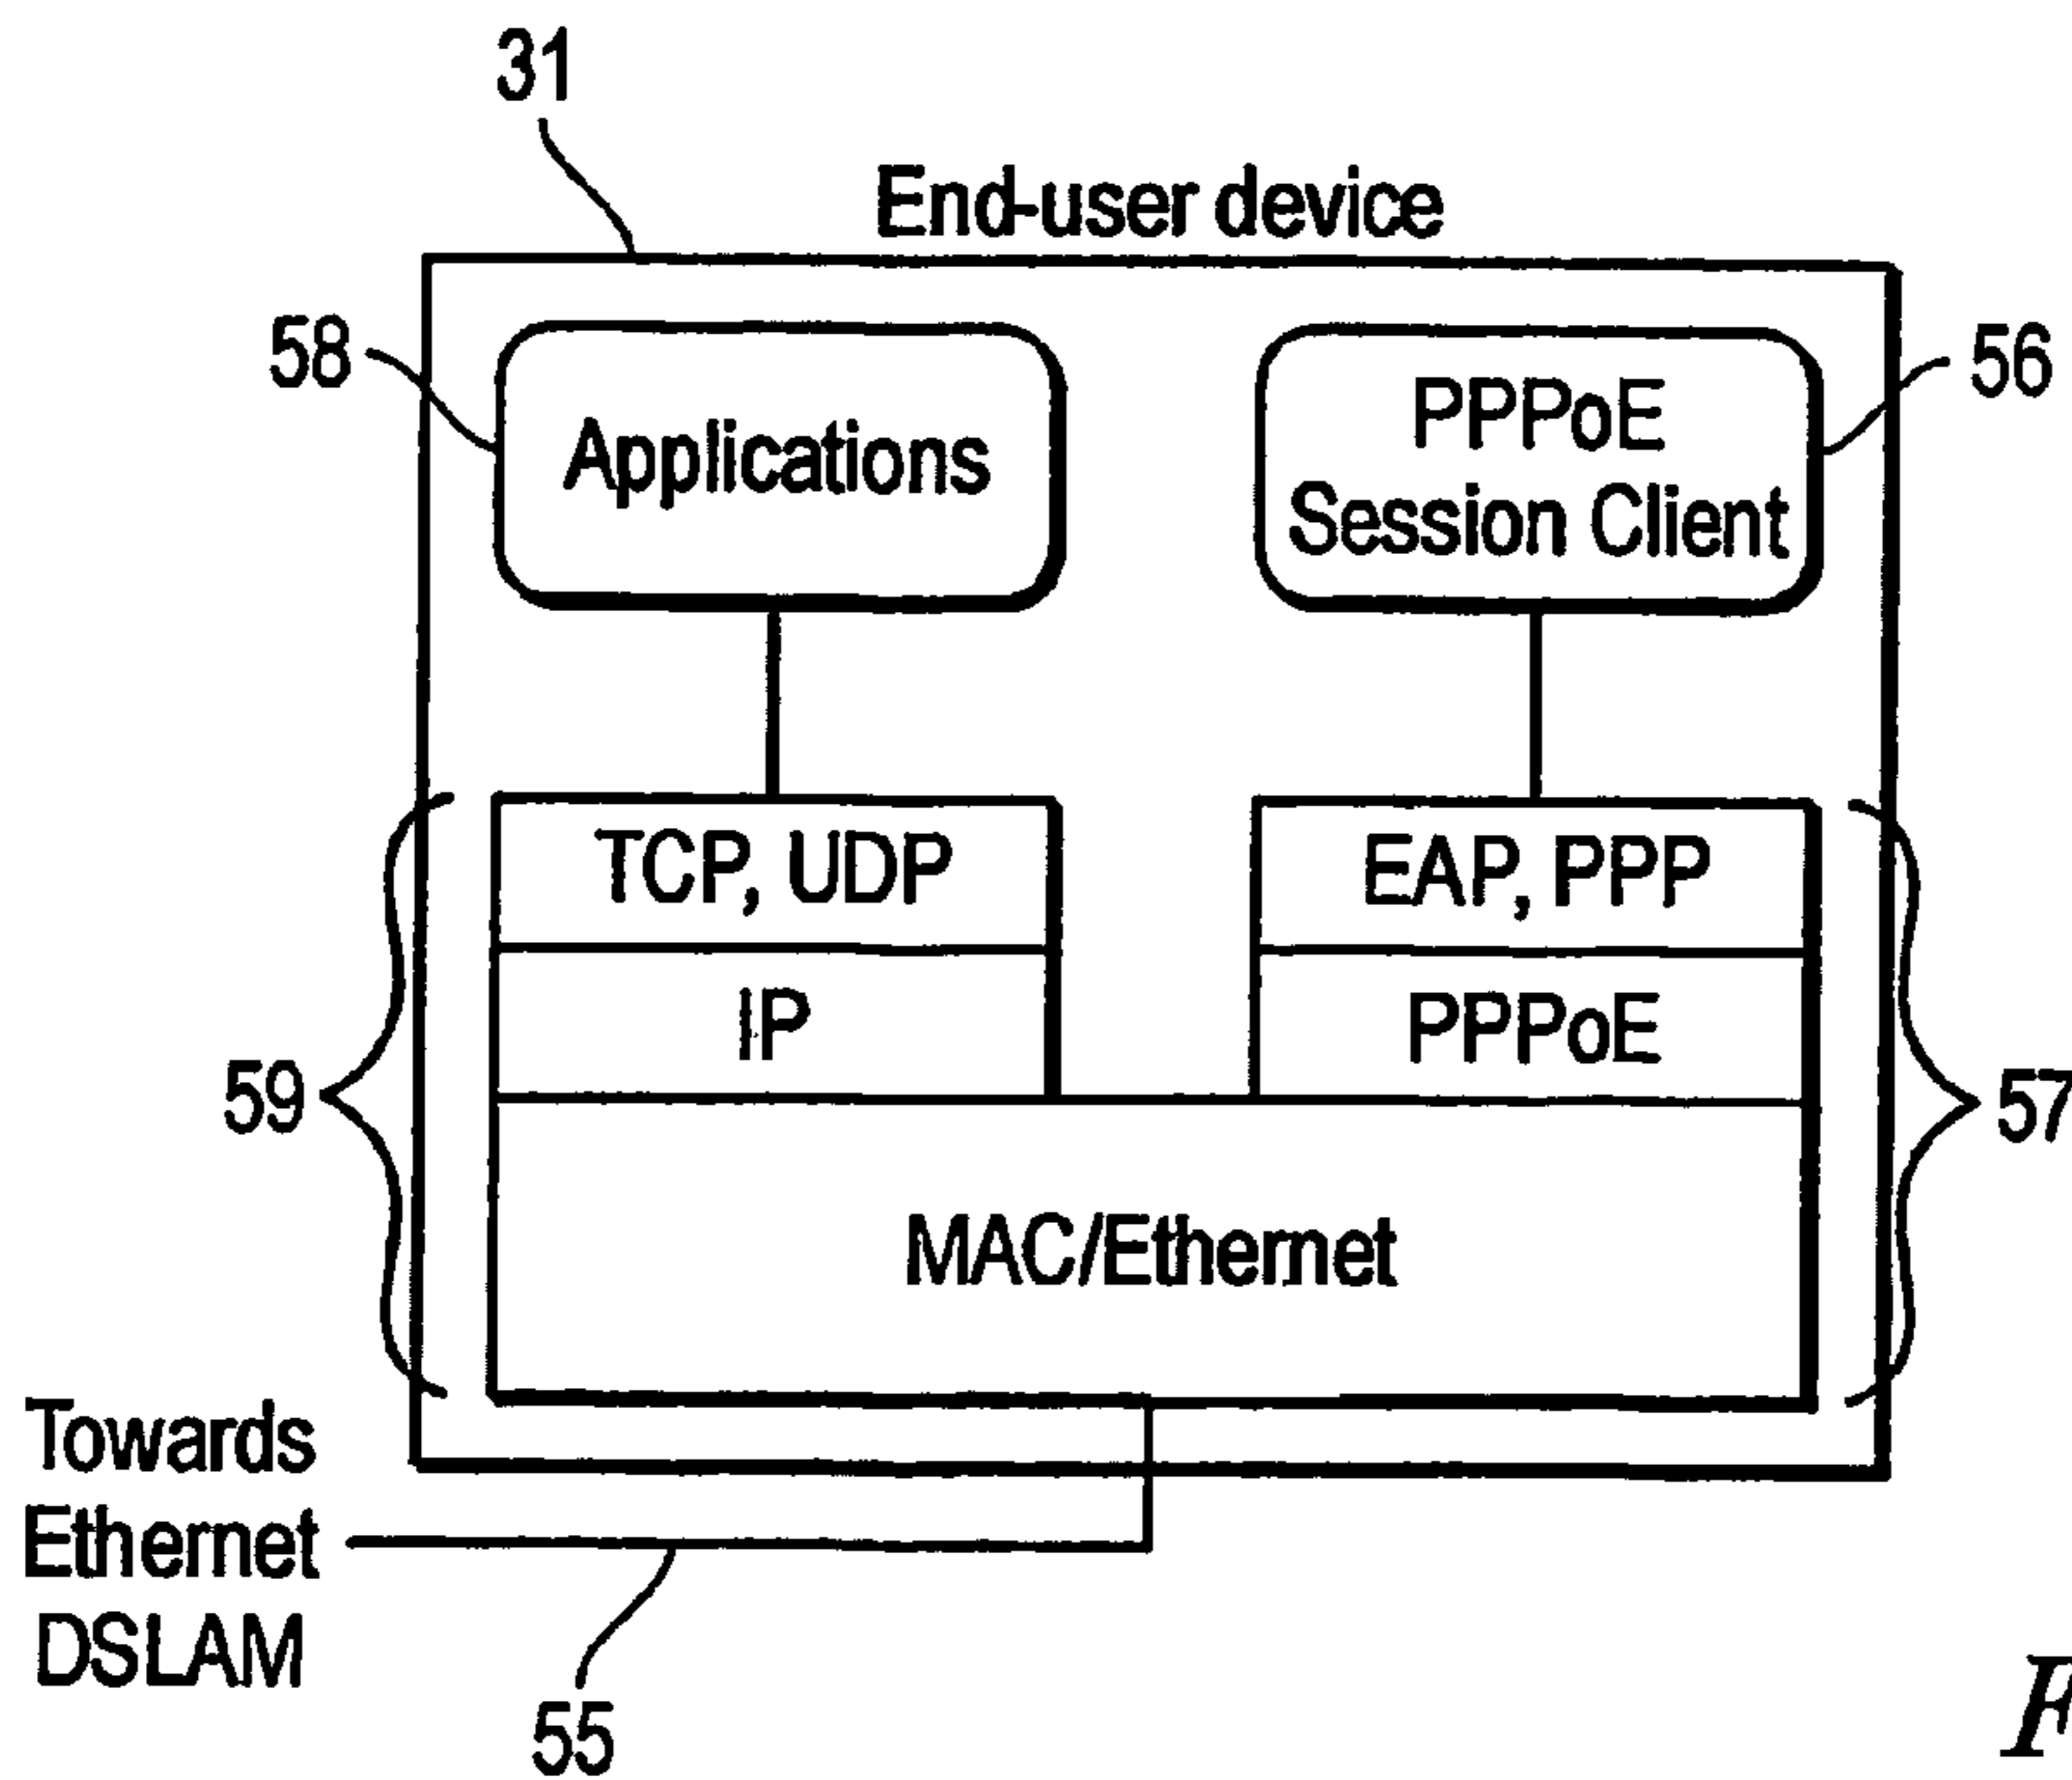 31
End-user device
58
Applications
PPPoE
Session Client
56
TCP, UDP
EAP, PPP
IP
PPPoE
59
57
MAC/Ethernet
Towards
Ethernet
DSLAM
55